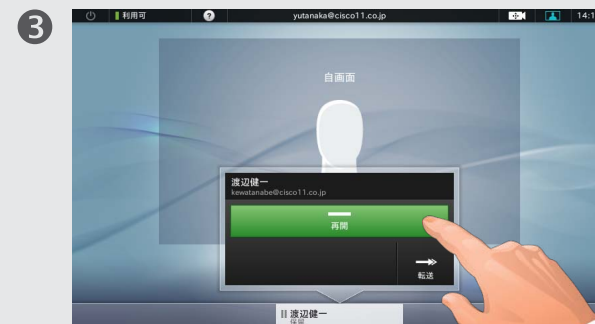 3
利用可 ? yutanaka@cisco11.co.jp 14:1
自画面
渡辺健一
kewatanabe@cisco11.co.jp
再開
転送
渡辺健一
保留